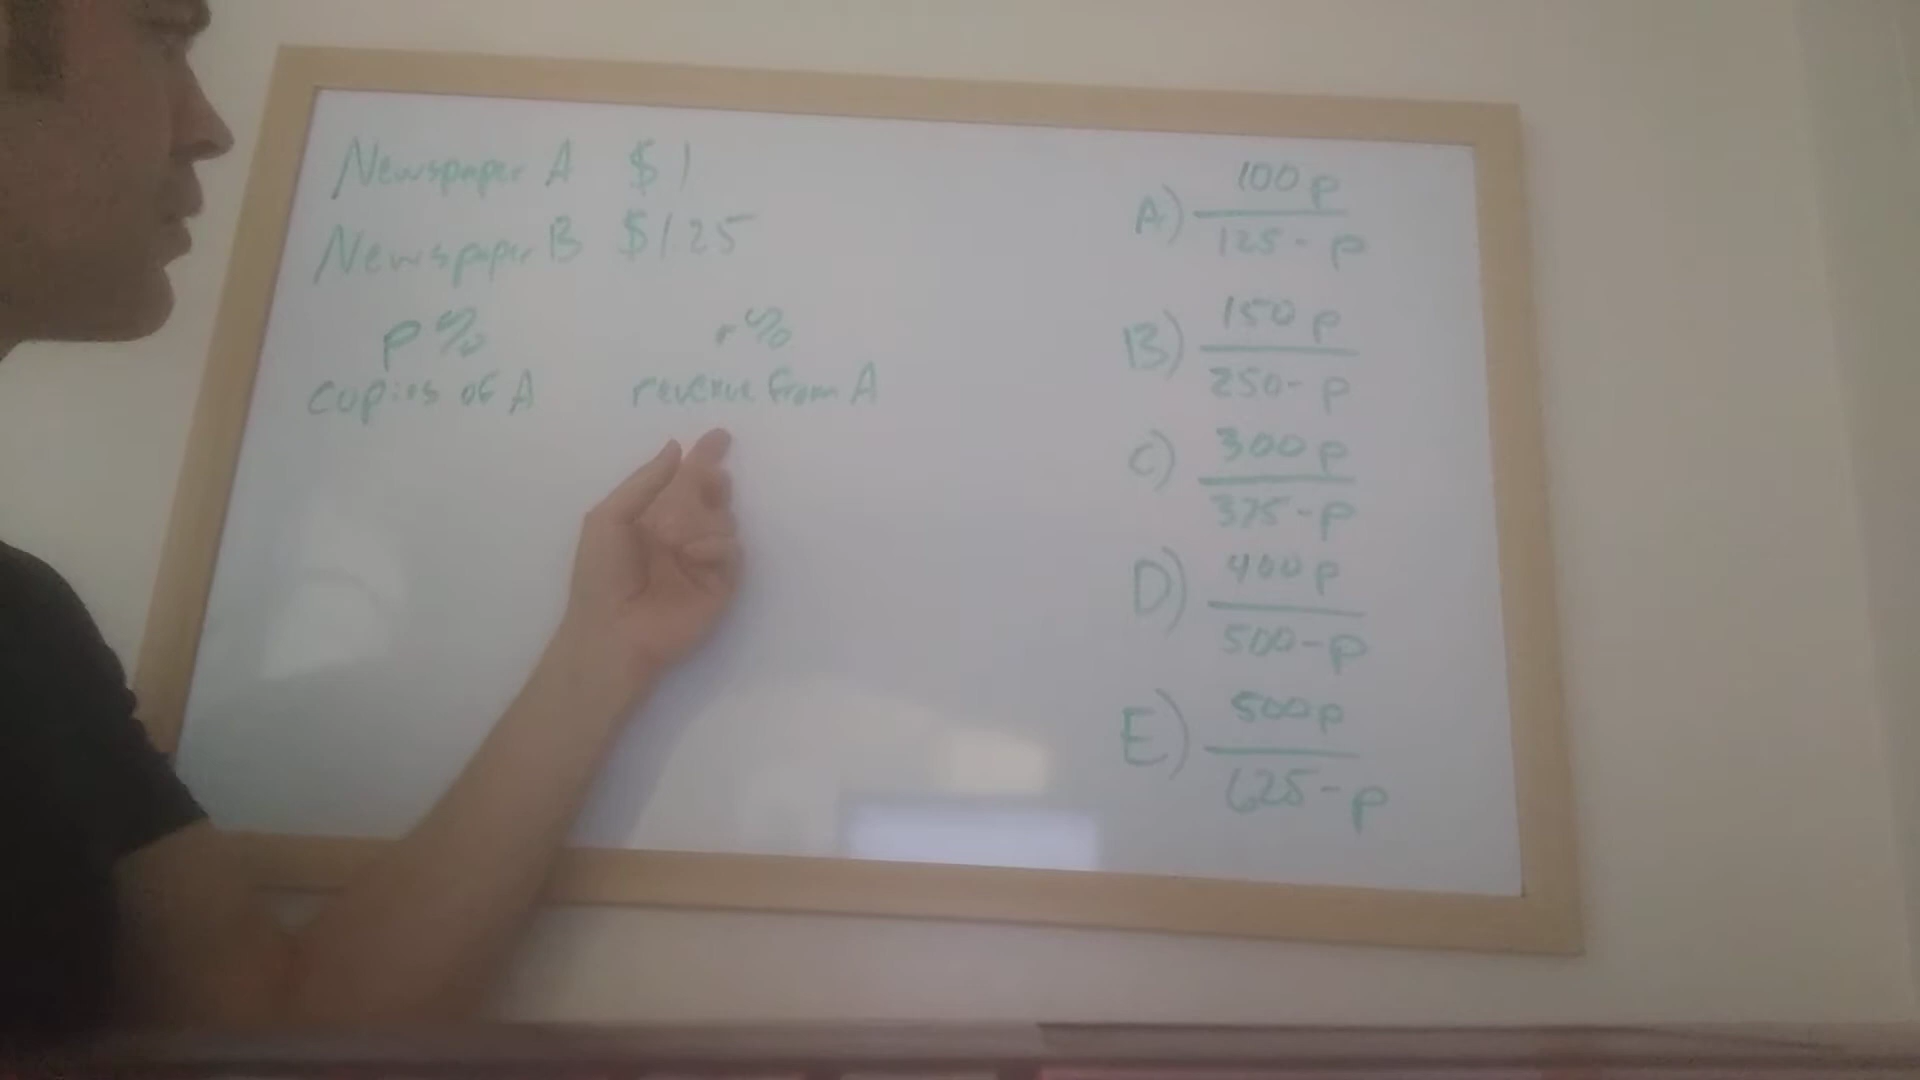 Newspaper A $1
Newspaper B $1.25
p% r%
copies of A revenue from A
A) 100p
125-p
B) 150p
250-p
C) 300p
375-p
D) 400p
500-p
E) 500p
625-p